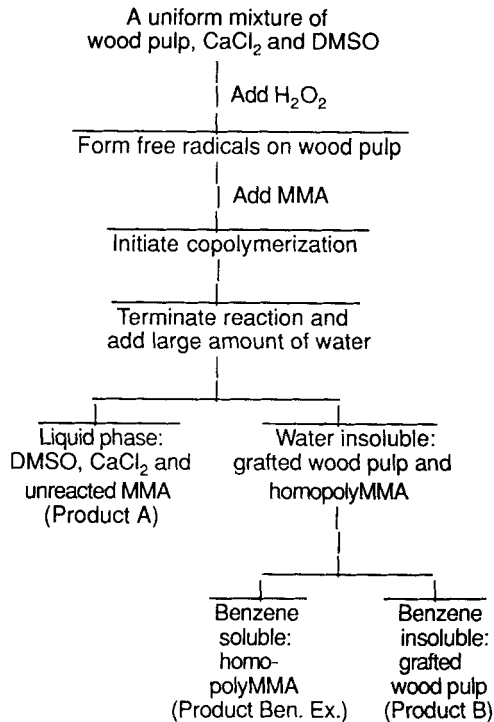 A uniform mixture of
wood pulp, CaCl₂ and DMSO
Add H₂O₂
Form free radicals on wood pulp
Add MMA
Initiate copolymerization
Terminate reaction and
add large amount of water
Liquid phase:
DMSO, CaCl₂ and
unreacted MMA
(Product A)
Water insoluble:
grafted wood pulp and
homopolyMMA
Benzene
soluble:
homo-
polyMMA
(Product Ben. Ex.)
Benzene
insoluble:
grafted
wood pulp
(Product B)